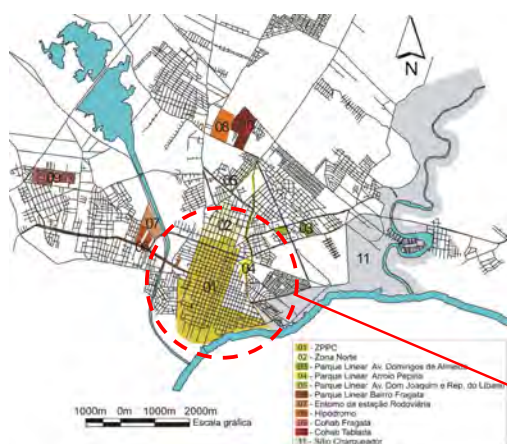 N
08
05
02
03
07
04
11
01
01 - ZPPC
02 - Zona Norte
03 - Parque Linear Av. Domingos de Almeida
04 - Parque Linear Arroio Pepino
05 - Parque Linear Av. Dom Joaquim e Rep. do Líbano
06 - Parque Linear Bairro Fragata
07 - Entorno da estação Rodoviária
08 - Hipódromo
09 - Cohab Fragata
10 - Cohab Tablada
11 - Sítio Charqueador
1000m 0m 1000m 2000m
Escala gráfica